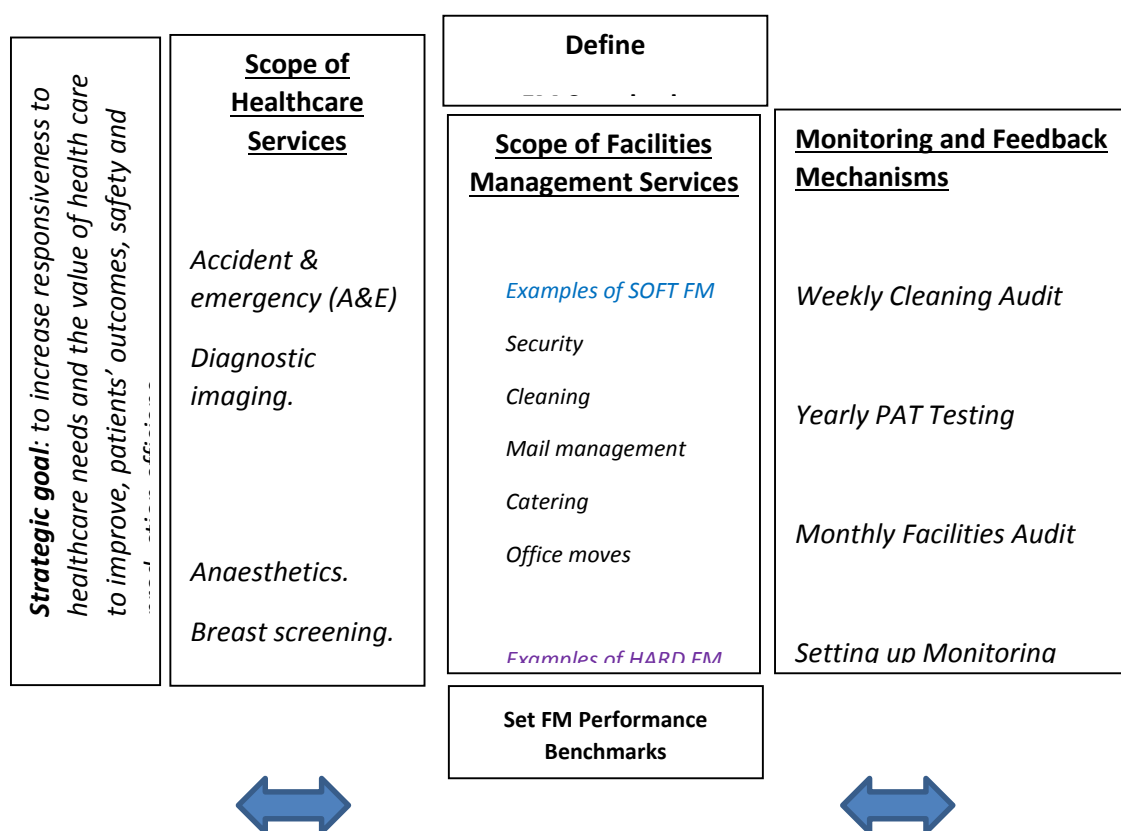 Strategic goal: to increase responsiveness to
healthcare needs and the value of health care
to improve, patients’ outcomes, safety and
Scope of
Healthcare
Services
Accident &
emergency (A&E)
Diagnostic
imaging.
Anaesthetics.
Breast screening.
Define
Scope of Facilities
Management Services
Examples of SOFT FM
Security
Cleaning
Mail management
Catering
Office moves
Examples of HARD FM
Set FM Performance
Benchmarks
Monitoring and Feedback
Mechanisms
Weekly Cleaning Audit
Yearly PAT Testing
Monthly Facilities Audit
Setting up Monitoring